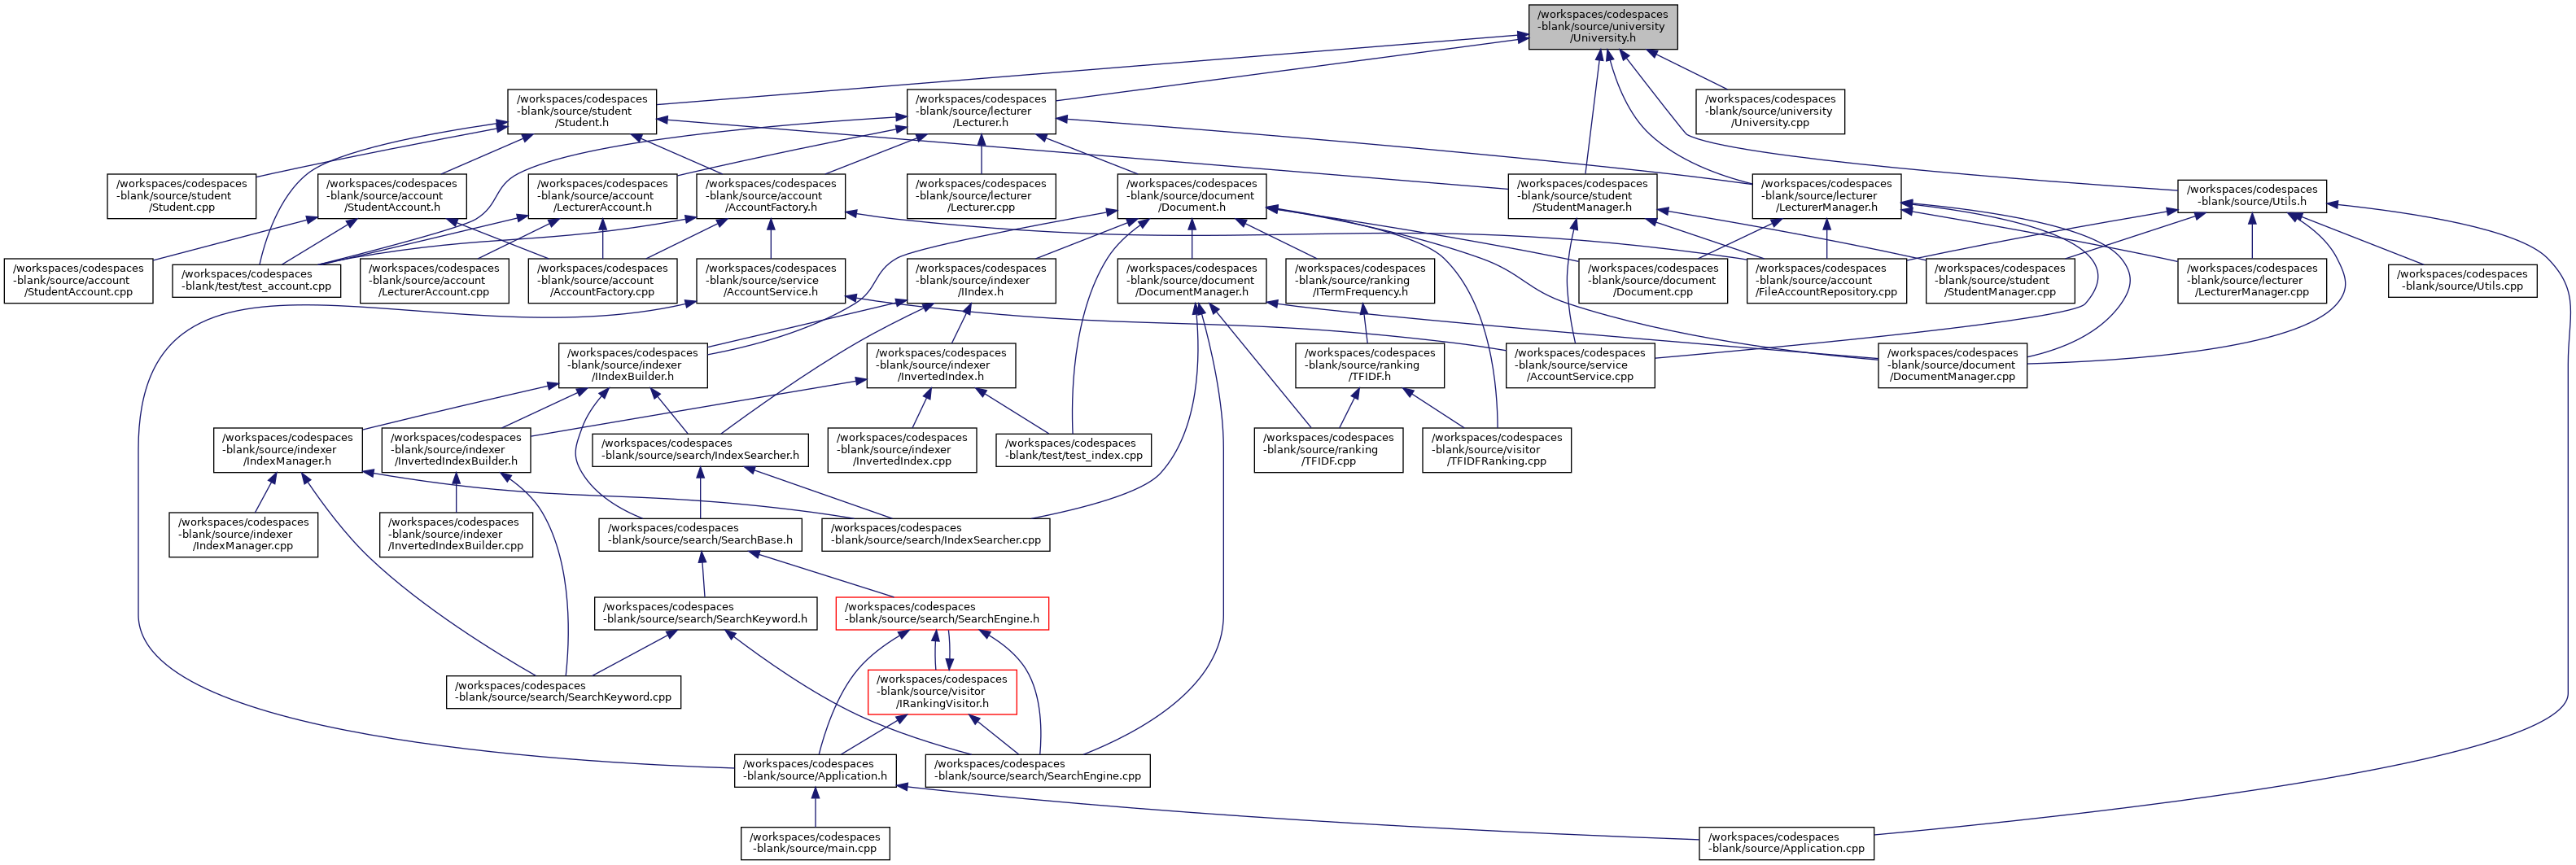 /workspaces/codespaces
-blank/source/university
/University.h
/workspaces/codespaces
-blank/source/student
/Student.h
/workspaces/codespaces
-blank/source/lecturer
/Lecturer.h
/workspaces/codespaces
-blank/source/university
/University.cpp
/workspaces/codespaces
-blank/source/student
/Student.cpp
/workspaces/codespaces
-blank/source/account
/StudentAccount.h
/workspaces/codespaces
-blank/source/account
/LecturerAccount.h
/workspaces/codespaces
-blank/source/account
/AccountFactory.h
/workspaces/codespaces
-blank/source/lecturer
/Lecturer.cpp
/workspaces/codespaces
-blank/source/document
/Document.h
/workspaces/codespaces
-blank/source/student
/StudentManager.h
/workspaces/codespaces
-blank/source/lecturer
/LecturerManager.h
/workspaces/codespaces
-blank/source/Utils.h
/workspaces/codespaces
-blank/source/account
/StudentAccount.cpp
/workspaces/codespaces
-blank/test/test_account.cpp
/workspaces/codespaces
-blank/source/account
/LecturerAccount.cpp
/workspaces/codespaces
-blank/source/account
/AccountFactory.cpp
/workspaces/codespaces
-blank/source/service
/AccountService.h
/workspaces/codespaces
-blank/source/indexer
/IIndex.h
/workspaces/codespaces
-blank/source/document
/DocumentManager.h
/workspaces/codespaces
-blank/source/ranking
/ITermFrequency.h
/workspaces/codespaces
-blank/source/document
/Document.cpp
/workspaces/codespaces
-blank/source/account
/FileAccountRepository.cpp
/workspaces/codespaces
-blank/source/student
/StudentManager.cpp
/workspaces/codespaces
-blank/source/lecturer
/LecturerManager.cpp
/workspaces/codespaces
-blank/source/Utils.cpp
/workspaces/codespaces
-blank/source/indexer
/IIndexBuilder.h
/workspaces/codespaces
-blank/source/indexer
/InvertedIndex.h
/workspaces/codespaces
-blank/source/ranking
/TFIDF.h
/workspaces/codespaces
-blank/source/service
/AccountService.cpp
/workspaces/codespaces
-blank/source/document
/DocumentManager.cpp
/workspaces/codespaces
-blank/source/indexer
/IndexManager.h
/workspaces/codespaces
-blank/source/indexer
/InvertedIndexBuilder.h
/workspaces/codespaces
-blank/source/search/IndexSearcher.h
/workspaces/codespaces
-blank/source/indexer
/InvertedIndex.cpp
/workspaces/codespaces
-blank/test/test_index.cpp
/workspaces/codespaces
-blank/source/ranking
/TFIDF.cpp
/workspaces/codespaces
-blank/source/visitor
/TFIDFRanking.cpp
/workspaces/codespaces
-blank/source/indexer
/IndexManager.cpp
/workspaces/codespaces
-blank/source/indexer
/InvertedIndexBuilder.cpp
/workspaces/codespaces
-blank/source/search/SearchBase.h
/workspaces/codespaces
-blank/source/search/IndexSearcher.cpp
/workspaces/codespaces
-blank/source/search/SearchKeyword.h
/workspaces/codespaces
-blank/source/search/SearchEngine.h
/workspaces/codespaces
-blank/source/search/SearchKeyword.cpp
/workspaces/codespaces
-blank/source/visitor
/IRankingVisitor.h
/workspaces/codespaces
-blank/source/Application.h
/workspaces/codespaces
-blank/source/search/SearchEngine.cpp
/workspaces/codespaces
-blank/source/main.cpp
/workspaces/codespaces
-blank/source/Application.cpp